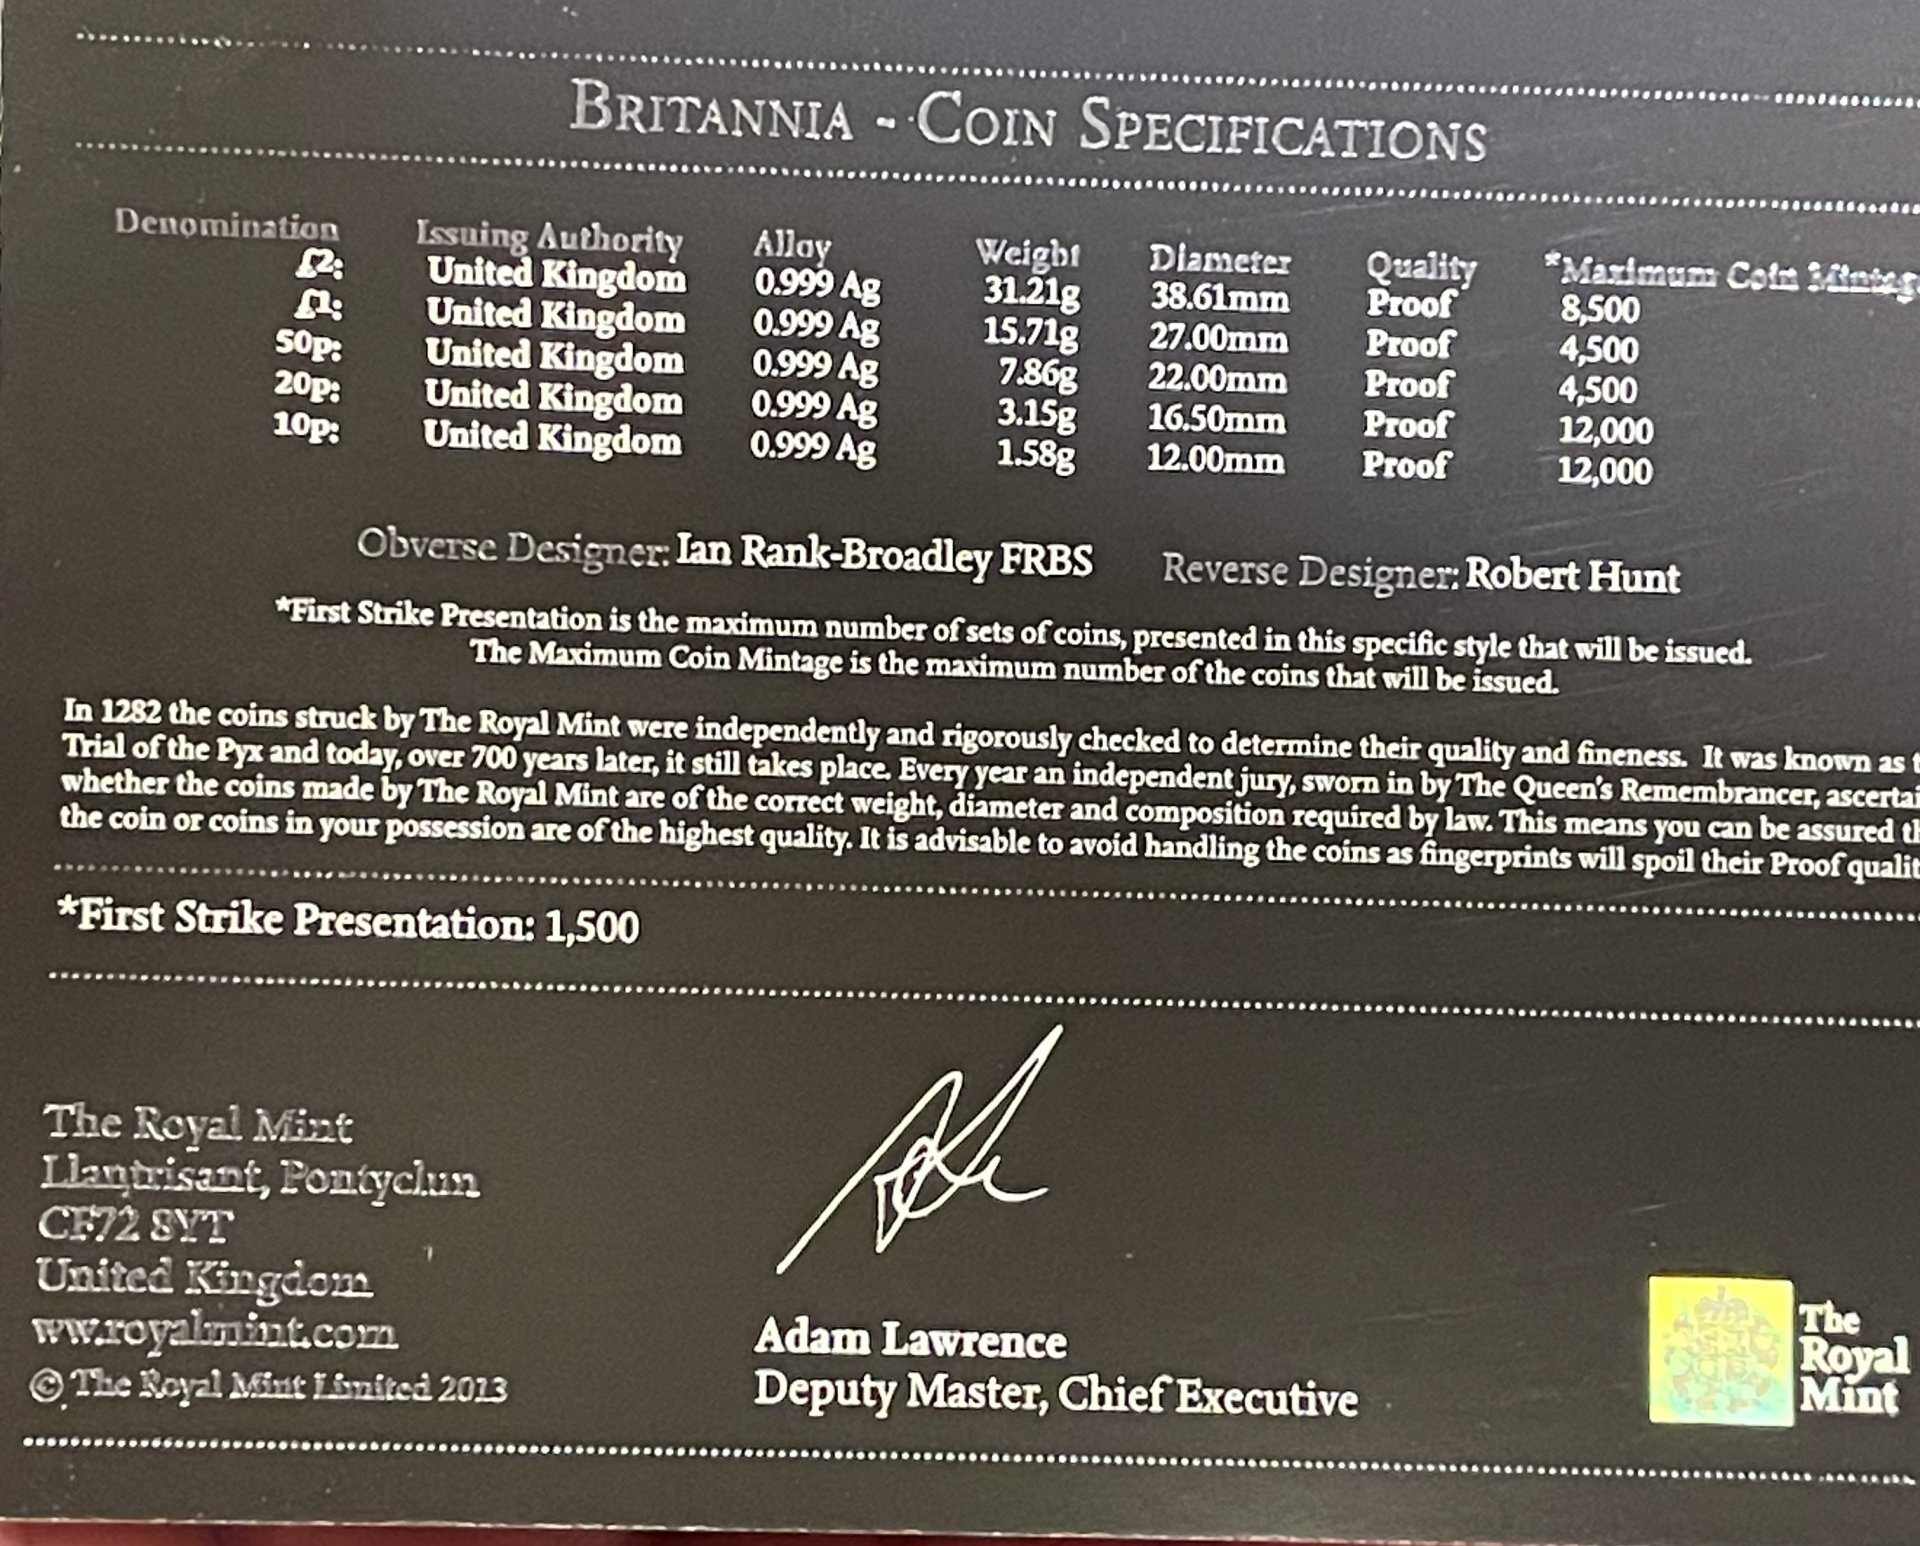 BRITANNIA - COIN SPECIFICATIONS
Denomination Issuing Authority Alloy Weight Diameter Quality *Maximum Coin Mintage
£2: United Kingdom 0.999 Ag 31.21g 38.61mm Proof 8,500
£1: United Kingdom 0.999 Ag 15.71g 27.00mm Proof 4,500
50p: United Kingdom 0.999 Ag 7.86g 22.00mm Proof 4,500
20p: United Kingdom 0.999 Ag 3.15g 16.50mm Proof 12,000
10p: United Kingdom 0.999 Ag 1.58g 12.00mm Proof 12,000
Obverse Designer: Ian Rank-Broadley FRBS Reverse Designer: Robert Hunt
*First Strike Presentation is the maximum number of sets of coins, presented in this specific style that will be issued.
The Maximum Coin Mintage is the maximum number of the coins that will be issued.
In 1282 the coins struck by The Royal Mint were independently and rigorously checked to determine their quality and fineness. It was known as t
Trial of the Pyx and today, over 700 years later, it still takes place. Every year an independent jury, sworn in by The Queen's Remembrancer, ascertai
whether the coins made by The Royal Mint are of the correct weight, diameter and composition required by law. This means you can be assured th
the coin or coins in your possession are of the highest quality. It is advisable to avoid handling the coins as fingerprints will spoil their Proof qualit
*First Strike Presentation: 1,500
The Royal Mint
Llantrisant, Pontyclun
CF72 8YT
United Kingdom
www.royalmint.com
© The Royal Mint Limited 2013
Adam Lawrence
Deputy Master, Chief Executive
The
Royal
Mint